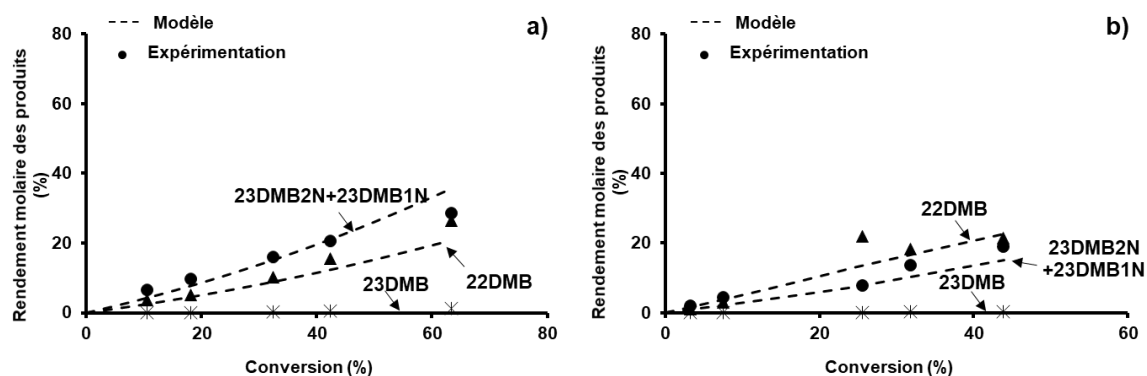 Modèle
Expérimentation
a)
80
60
40
20
0
Rendement molaire des produits
(%)
23DMB2N+23DMB1N
23DMB
22DMB
0 20 40 60 80
Conversion (%)
Modèle
Expérimentation
b)
80
60
40
20
0
Rendement molaire des produits
(%)
22DMB
23DMB2N
+23DMB1N
23DMB
0 20 40 60
Conversion (%)